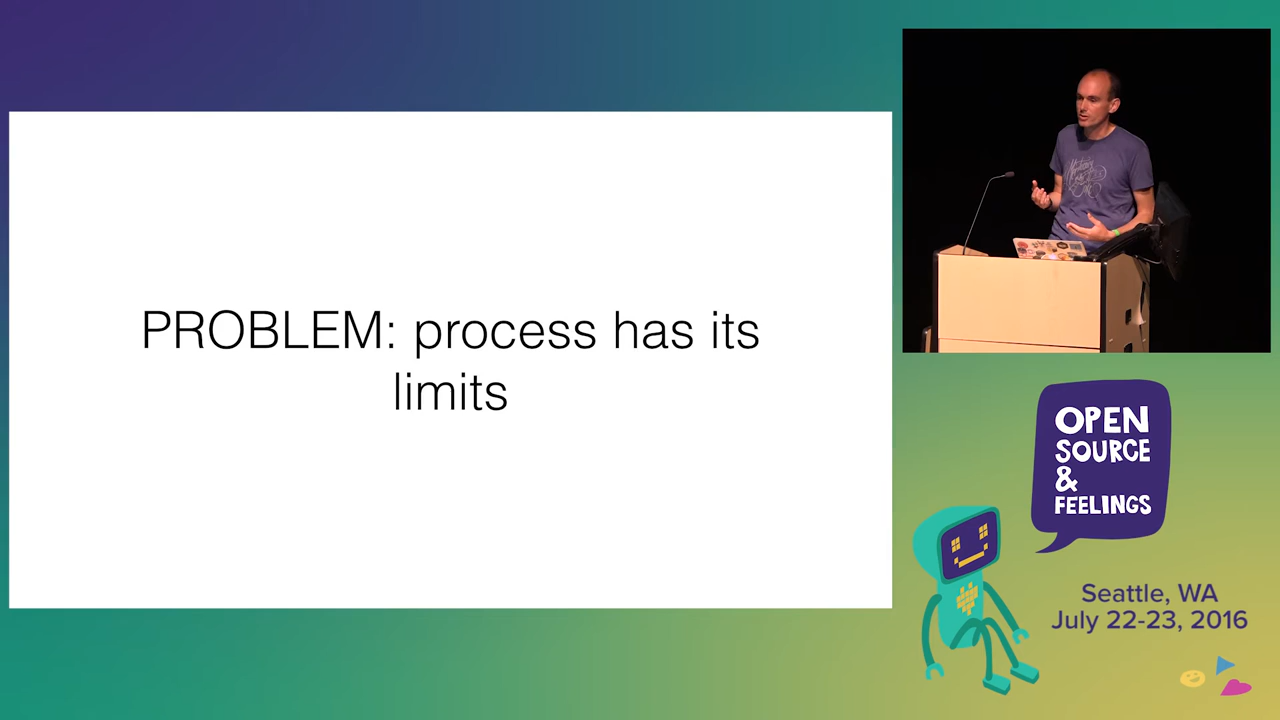 PROBLEM: process has its
limits
OPEN
SOURCE
&
FEELINGS
Seattle, WA
July 22-23, 2016